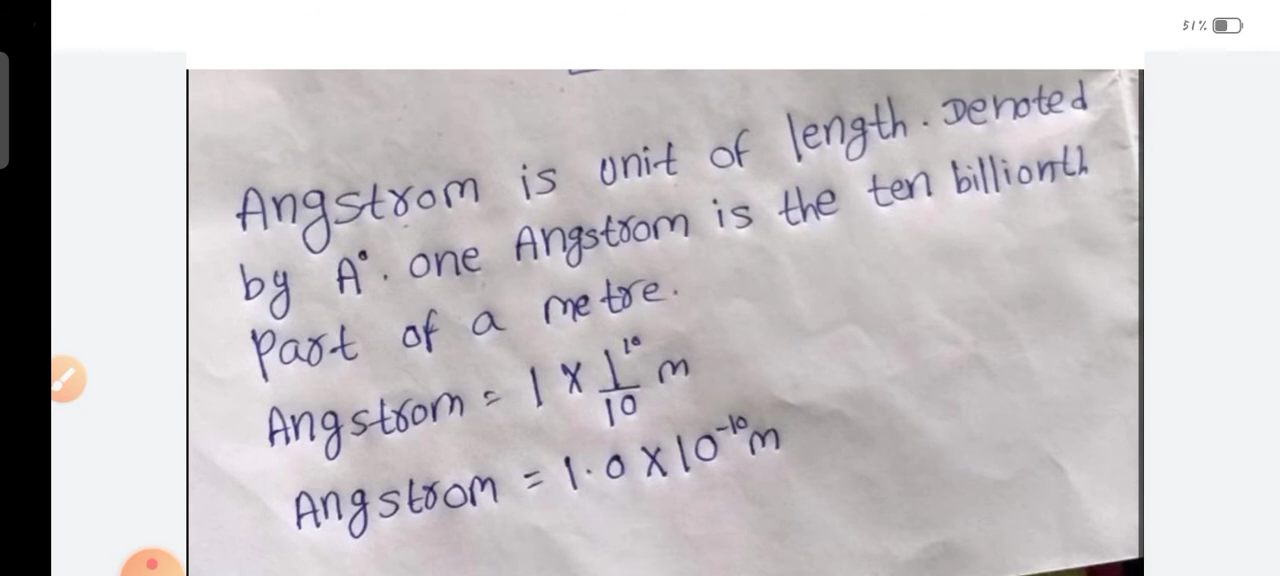 51%
Angstrom is unit of length. Denoted
by A°. one Angstrom is the ten billionth
Part of a metre.
Angstrom = 1 x 1^10/10 m
Angstrom = 1.0 x 10^-10 m